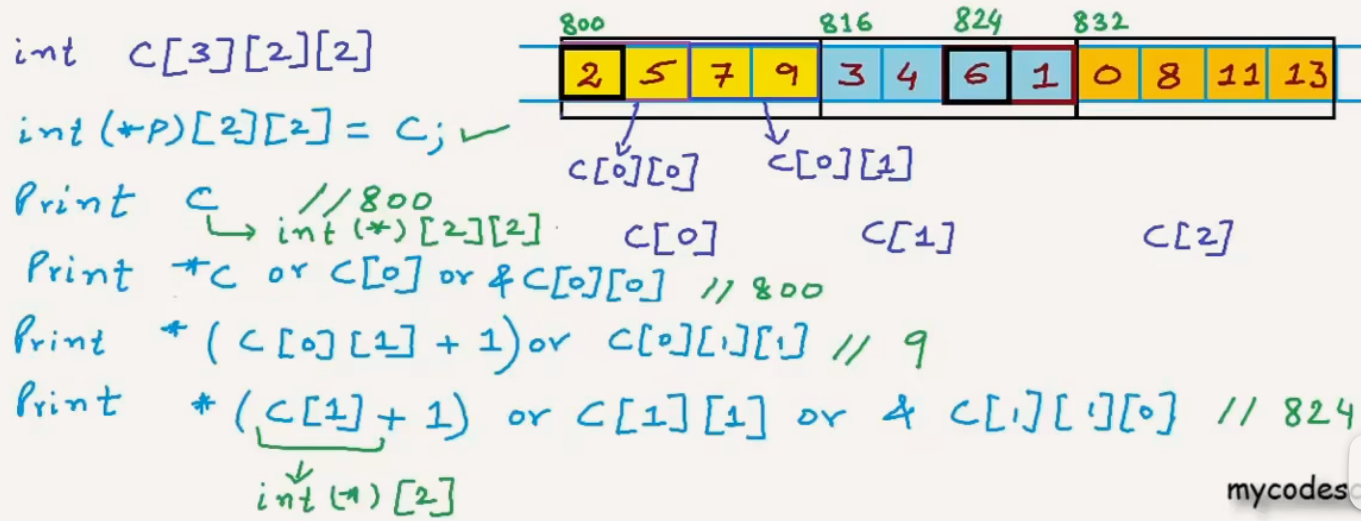 int C[3][2][2]
800 816 824 832
2 5 7 9 3 4 6 1 0 8 11 13
int (*P)[2][2] = C;
C[0][0] C[0][1]
Print C //800
int (*)[2][2]
C[0] C[1] C[2]
Print *C or C[0] or &C[0][0] // 800
Print *(C[0][1] + 1) or C[0][1][1] // 9
Print *(C[1] + 1) or C[1][1] or & C[1][1][0] // 824
int (*)[2]